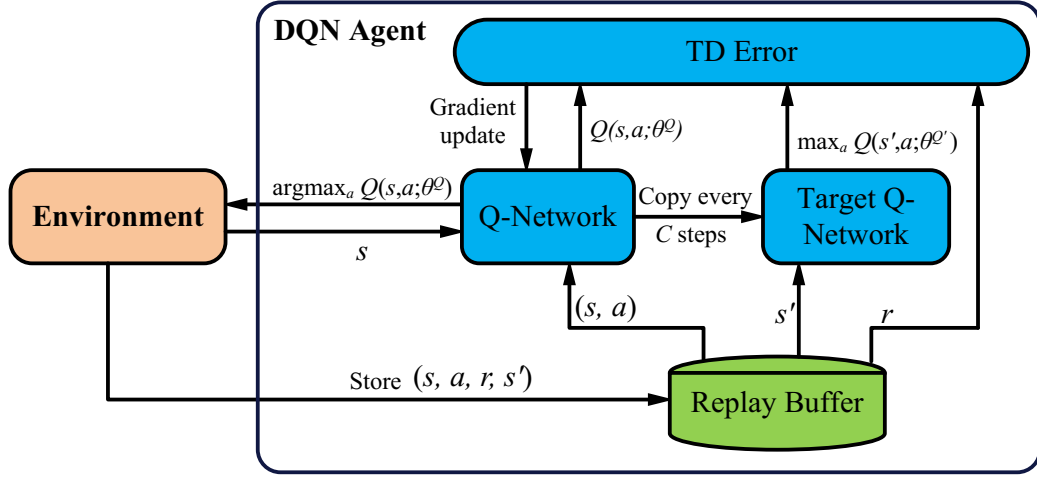 DQN Agent
TD Error
Gradient
update
Q(s,a;θ^Q)
max_a Q(s′,a;θ^Q′)
argmax_a Q(s,a;θ^Q)
Environment
s
Q-Network
Copy every
C steps
Target Q-
Network
(s, a)
s′
r
Store (s, a, r, s′)
Replay Buffer